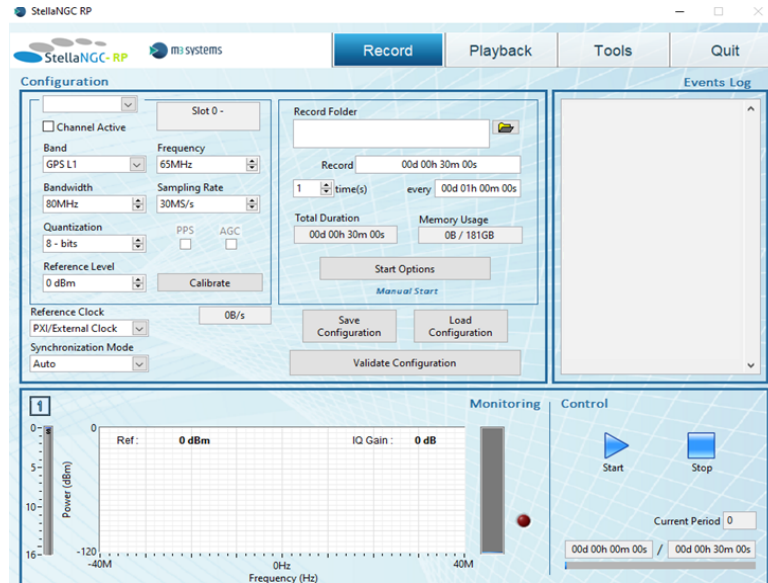 StellaNGC RP
StellaNGC- RP
m3 systems
Record
Playback
Tools
Quit
Configuration
Events Log
Slot 0 -
Channel Active
Band
Frequency
GPS L1
65MHz
Bandwidth
Sampling Rate
80MHz
30MS/s
Quantization
PPS
AGC
8 - bits
Reference Level
0 dBm
Calibrate
Record Folder
Record
00d 00h 30m 00s
1
time(s)
every
00d 01h 00m 00s
Total Duration
Memory Usage
00d 00h 30m 00s
0B / 181GB
Start Options
Manual Start
Reference Clock
0B/s
PXI/External Clock
Synchronization Mode
Auto
Save
Configuration
Load
Configuration
Validate Configuration
1
Monitoring
Control
0-
5-
10-
16-
Power (dBm)
0
-120
Ref :
0 dBm
IQ Gain :
0 dB
-40M
0Hz
40M
Frequency (Hz)
Start
Stop
Current Period
0
00d 00h 00m 00s / 00d 00h 30m 00s